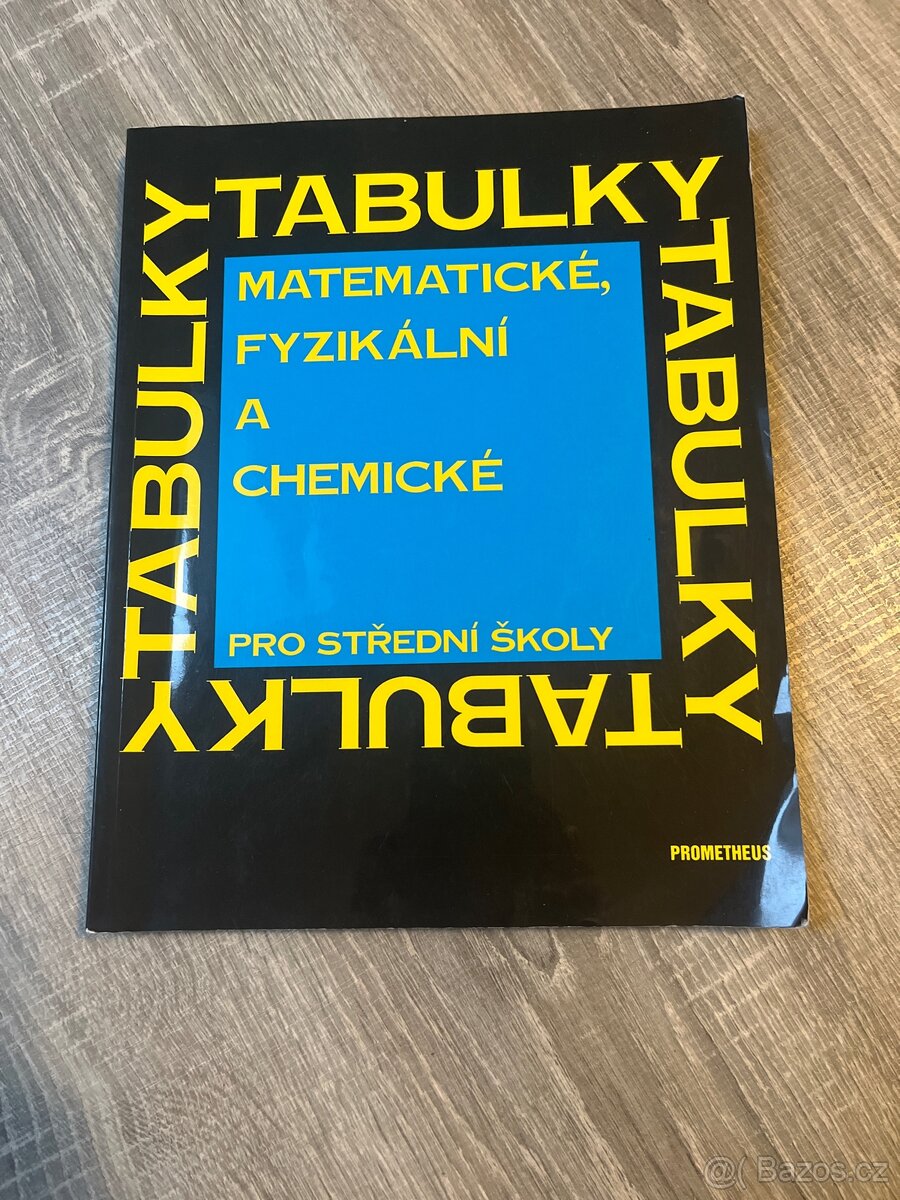 TABULKY
TABULKY
TABULKY
MATEMATICKÉ,
FYZIKÁLNÍ
A
CHEMICKÉ
PRO STŘEDNÍ ŠKOLY
TABULKY
PROMETHEUS
@( Bazos.cz